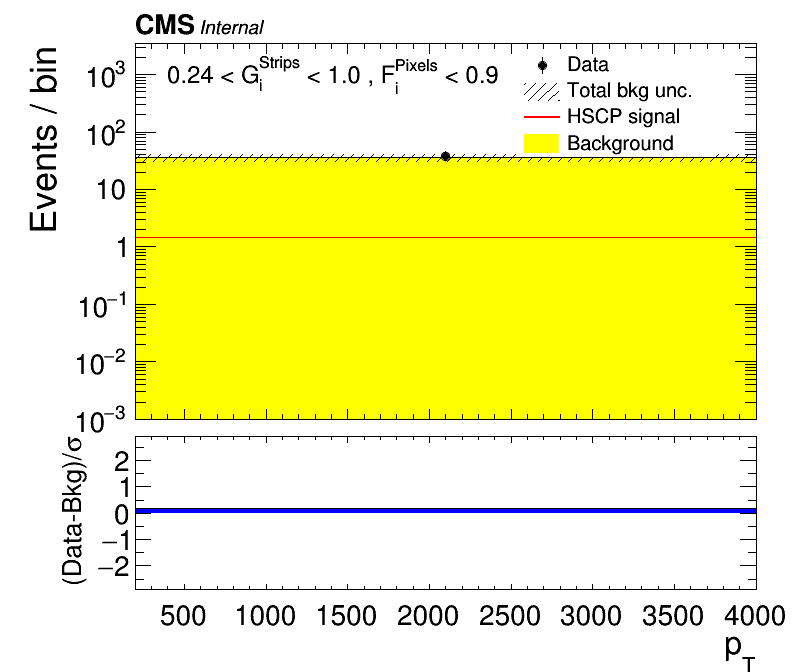 CMS Internal
Events / bin
0.24 < G_i^Strips < 1.0 , F_i^Pixels < 0.9
Data
Total bkg unc.
HSCP signal
Background
10^3
10^2
10
1
10^−1
10^−2
10^−3
(Data-Bkg)/σ
2
1
0
−1
−2
500 1000 1500 2000 2500 3000 3500 4000
p_T